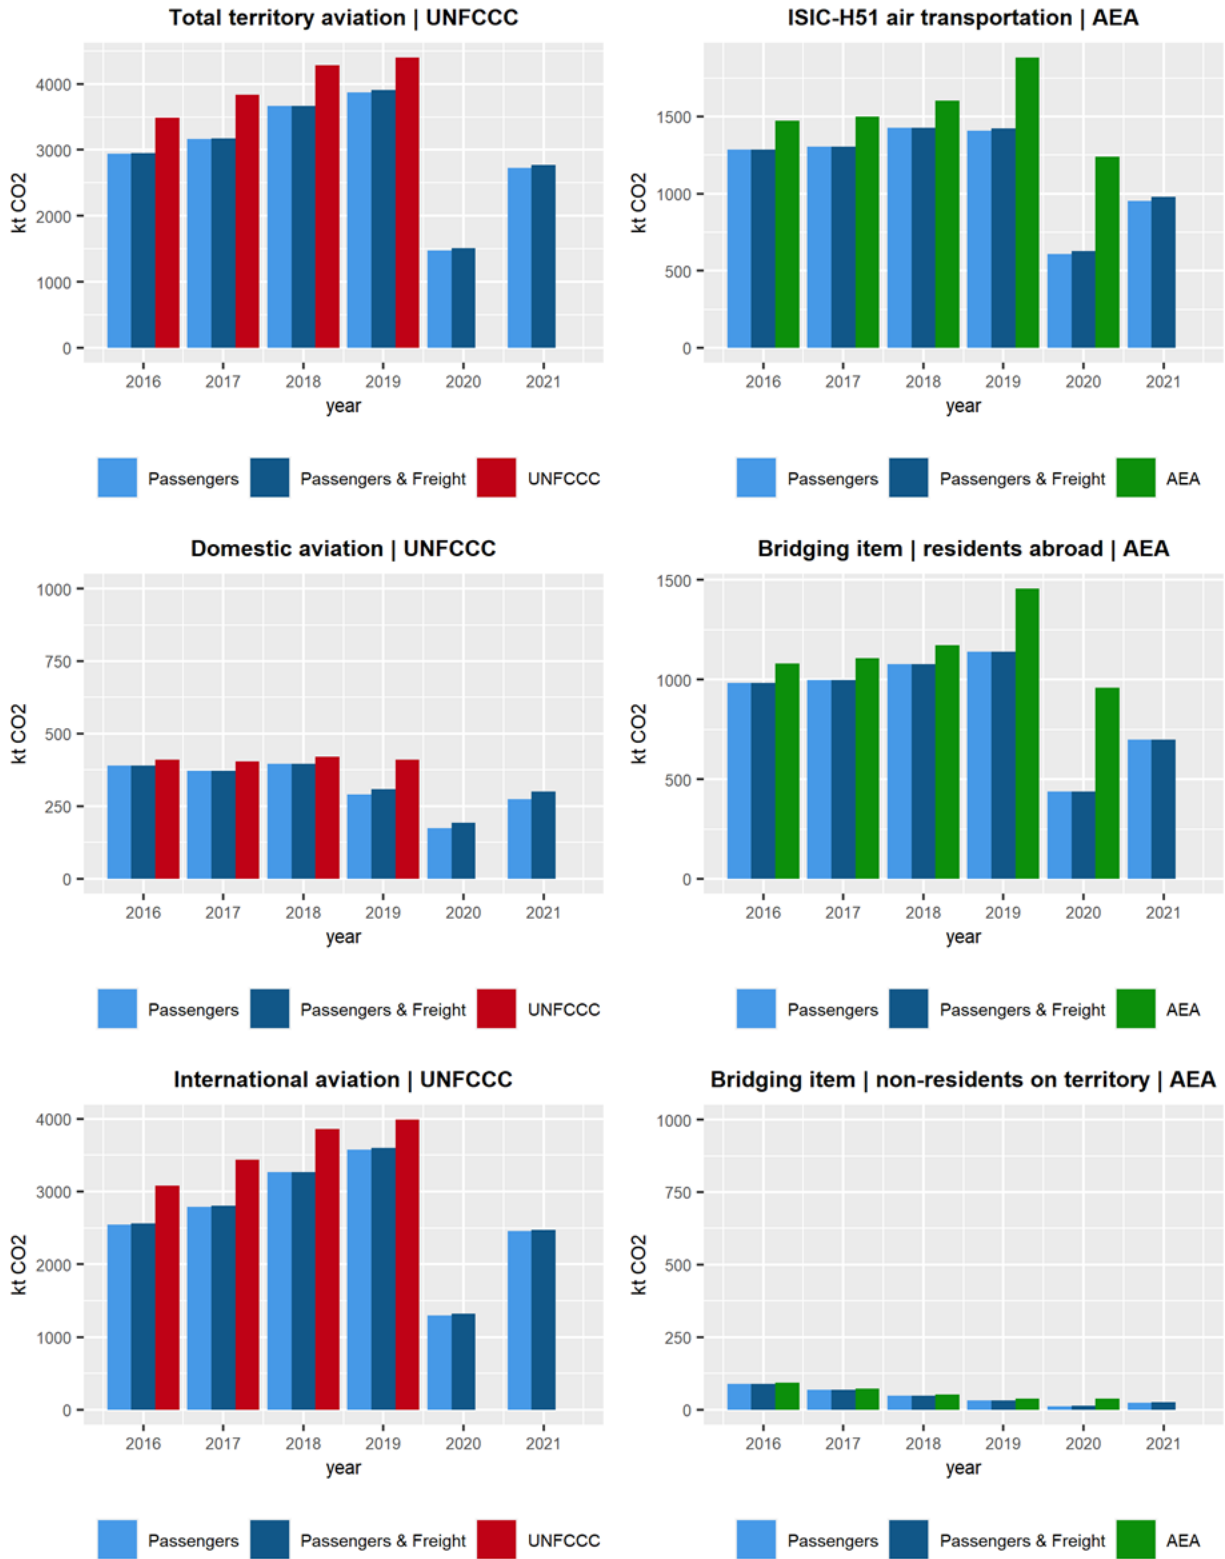 Total territory aviation | UNFCCC
kt CO2
4000
3000
2000
1000
0
2016 2017 2018 2019 2020 2021
year
Passengers Passengers & Freight UNFCCC
ISIC-H51 air transportation | AEA
kt CO2
1500
1000
500
0
2016 2017 2018 2019 2020 2021
year
Passengers Passengers & Freight AEA
Domestic aviation | UNFCCC
kt CO2
1000
750
500
250
0
2016 2017 2018 2019 2020 2021
year
Passengers Passengers & Freight UNFCCC
Bridging item | residents abroad | AEA
kt CO2
1500
1000
500
0
2016 2017 2018 2019 2020 2021
year
Passengers Passengers & Freight AEA
International aviation | UNFCCC
kt CO2
4000
3000
2000
1000
0
2016 2017 2018 2019 2020 2021
year
Passengers Passengers & Freight UNFCCC
Bridging item | non-residents on territory | AEA
kt CO2
1000
750
500
250
0
2016 2017 2018 2019 2020 2021
year
Passengers Passengers & Freight AEA